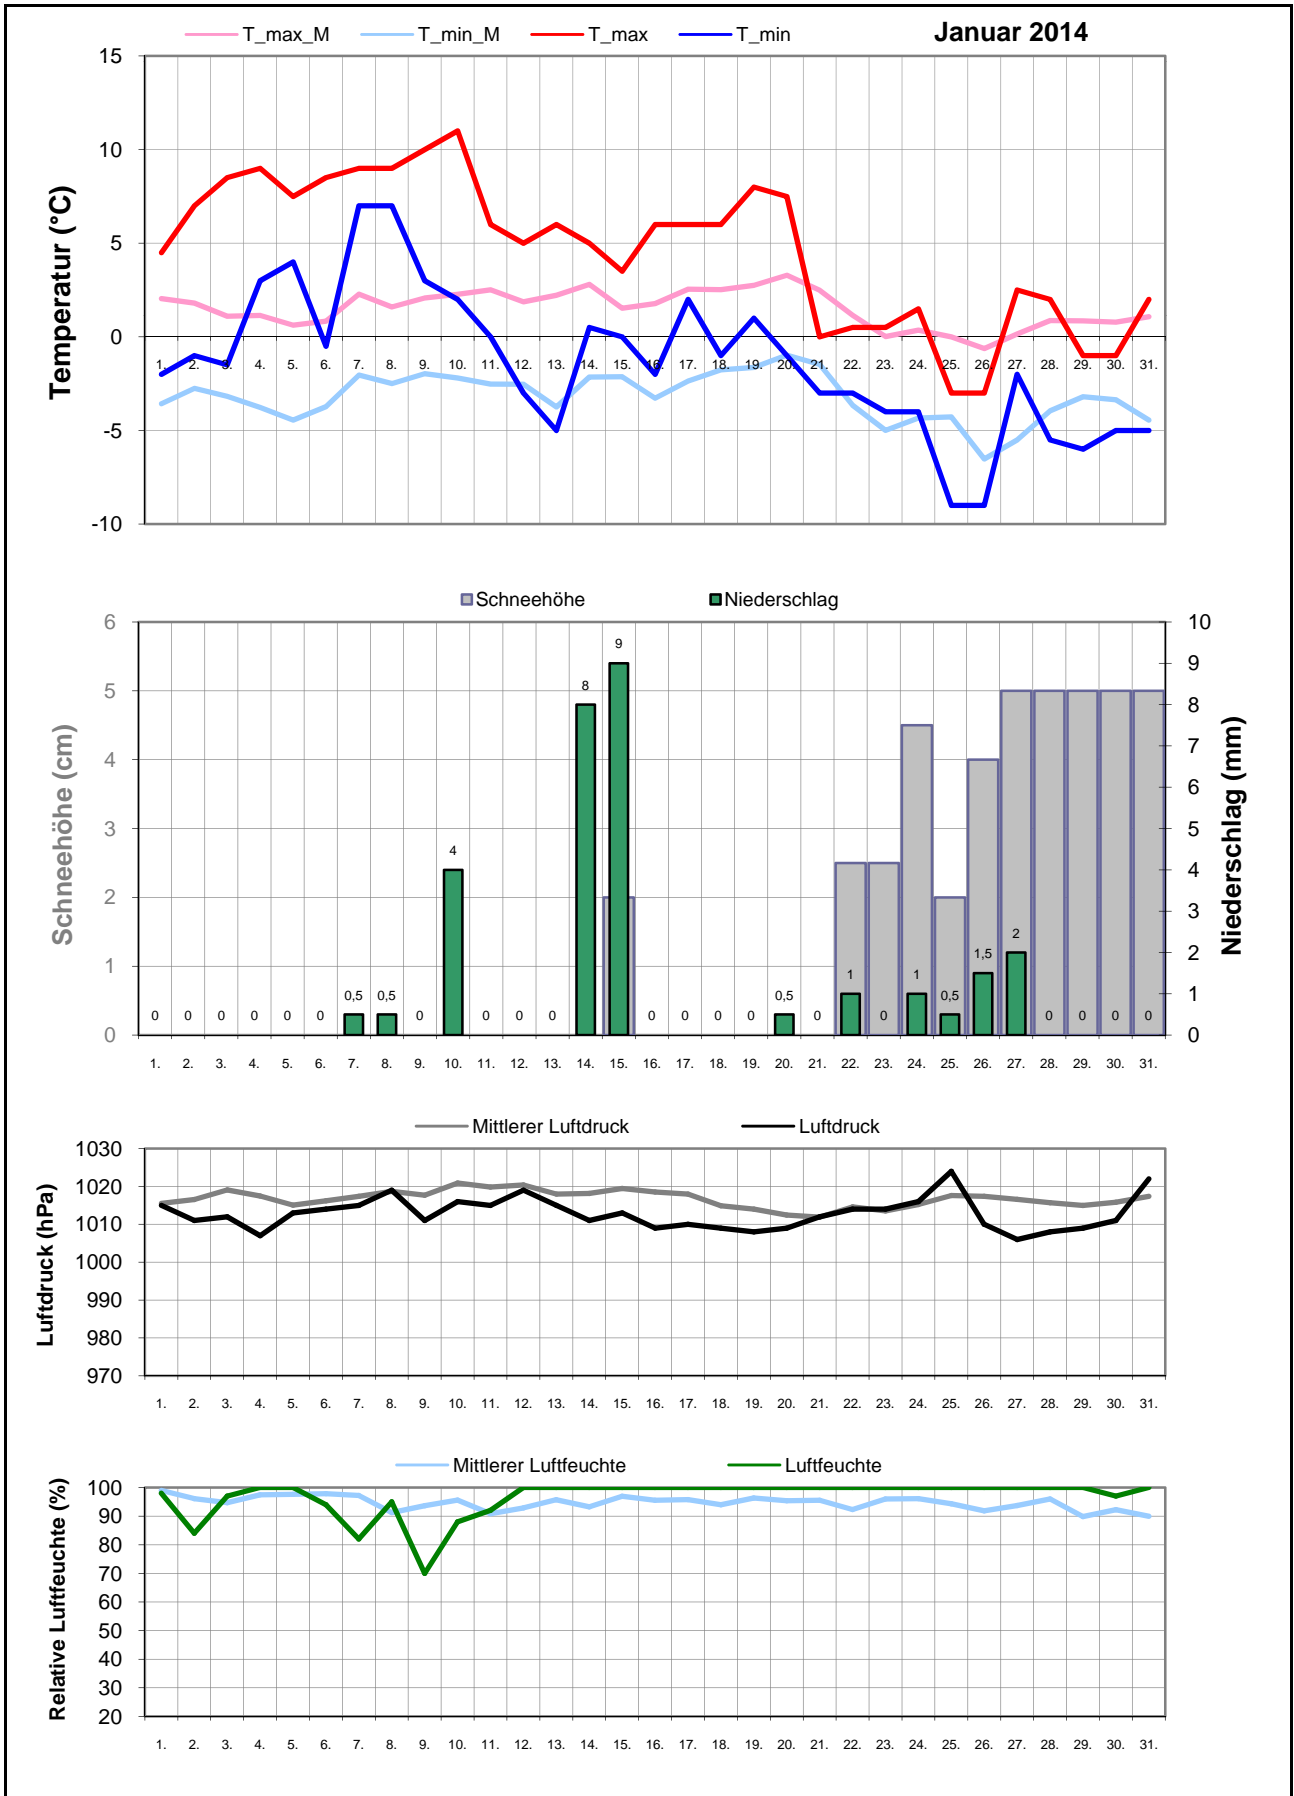 T_max_M T_min_M T_max T_min Januar 2014
Temperatur (°C)
15
10
5
0
-5
-10
1. 2. 3. 4. 5. 6. 7. 8. 9. 10. 11. 12. 13. 14. 15. 16. 17. 18. 19. 20. 21. 22. 23. 24. 25. 26. 27. 28. 29. 30. 31.
Schneehöhe Niederschlag
Schneehöhe (cm)
6
5
4
3
2
1
0
Niederschlag (mm)
10
9
8
7
6
5
4
3
2
1
0
0 0 0 0 0 0 0,5 0,5 0 4 0 0 0 8 9 0 0 0 0 0,5 0 1 0 1 0,5 1,5 2 0 0 0 0
1. 2. 3. 4. 5. 6. 7. 8. 9. 10. 11. 12. 13. 14. 15. 16. 17. 18. 19. 20. 21. 22. 23. 24. 25. 26. 27. 28. 29. 30. 31.
Mittlerer Luftdruck Luftdruck
Luftdruck (hPa)
1030
1020
1010
1000
990
980
970
1. 2. 3. 4. 5. 6. 7. 8. 9. 10. 11. 12. 13. 14. 15. 16. 17. 18. 19. 20. 21. 22. 23. 24. 25. 26. 27. 28. 29. 30. 31.
Mittlerer Luftfeuchte Luftfeuchte
Relative Luftfeuchte (%)
100
90
80
70
60
50
40
30
20
1. 2. 3. 4. 5. 6. 7. 8. 9. 10. 11. 12. 13. 14. 15. 16. 17. 18. 19. 20. 21. 22. 23. 24. 25. 26. 27. 28. 29. 30. 31.